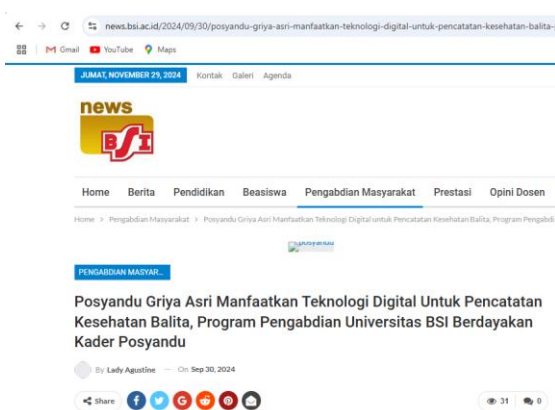 news.bsi.ac.id/2024/09/30/posyandu-griya-asri-manfaatkan-teknologi-digital-untuk-pencatatan-kesehatan-balita-
Gmail YouTube Maps
JUMAT, NOVEMBER 29, 2024 Kontak Galeri Agenda
news
BSI
Home Berita Pendidikan Beasiswa Pengabdian Masyarakat Prestasi Opini Dosen
Home > Pengabdian Masyarakat > Posyandu Griya Asri Manfaatkan Teknologi Digital untuk Pencatatan Kesehatan Balita, Program Pengabdi
posyandu
PENGABDIAN MASYAR...
Posyandu Griya Asri Manfaatkan Teknologi Digital Untuk Pencatatan
Kesehatan Balita, Program Pengabdian Universitas BSI Berdayakan
Kader Posyandu
By Lady Agustine — On Sep 30, 2024
Share
31 0